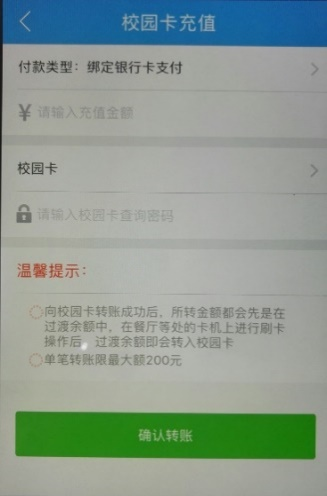 校园卡充值
付款类型：绑定银行卡支付
¥ 请输入充值金额
校园卡
请输入校园卡查询密码
温馨提示：
向校园卡转账成功后，所转金额都会先是在
过渡余额中，在餐厅等处的卡机上进行刷卡
操作后，过渡余额即会转入校园卡
单笔转账限最大额200元
确认转账